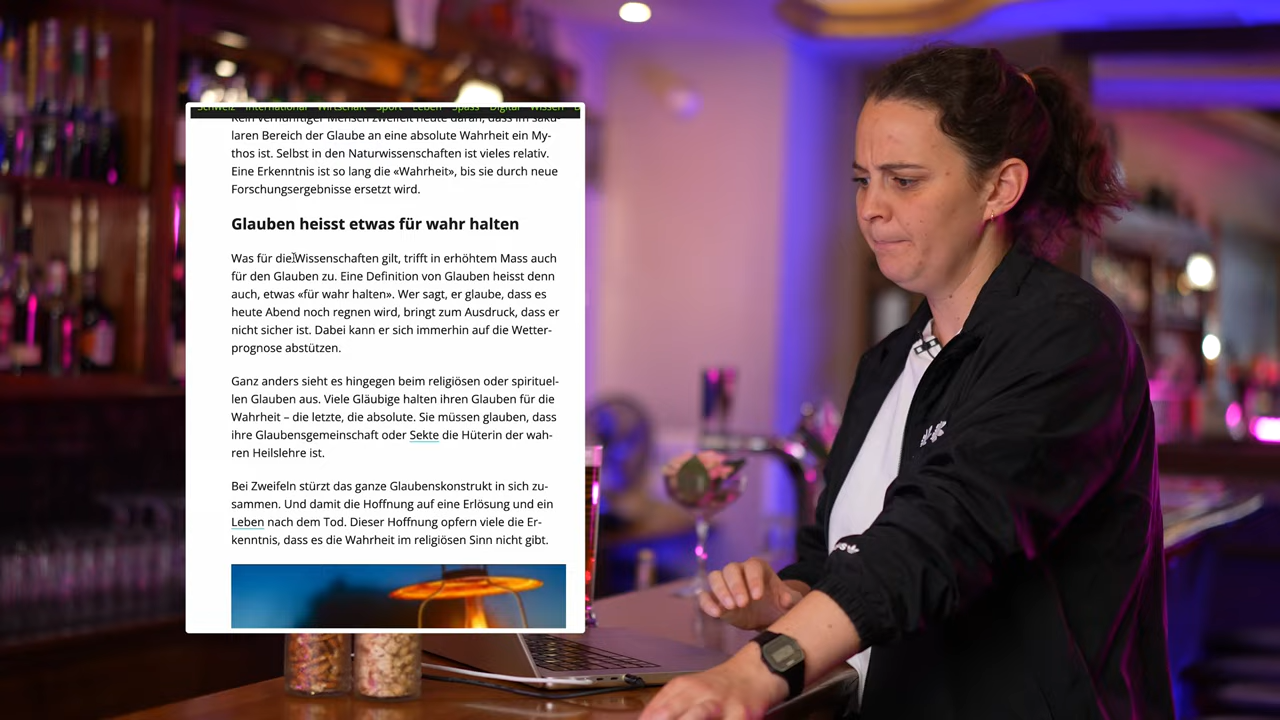 Schweiz International Wirtschaft Sport Leben Spass Digital Wissen
Kein vernünftiger Mensch zweifelt heute daran, dass im säku-
laren Bereich der Glaube an eine absolute Wahrheit ein My-
thos ist. Selbst in den Naturwissenschaften ist vieles relativ.
Eine Erkenntnis ist so lang die «Wahrheit», bis sie durch neue
Forschungsergebnisse ersetzt wird.
Glauben heisst etwas für wahr halten
Was für die Wissenschaften gilt, trifft in erhöhtem Mass auch
für den Glauben zu. Eine Definition von Glauben heisst denn
auch, etwas «für wahr halten». Wer sagt, er glaube, dass es
heute Abend noch regnen wird, bringt zum Ausdruck, dass er
nicht sicher ist. Dabei kann er sich immerhin auf die Wetter-
prognose abstützen.
Ganz anders sieht es hingegen beim religiösen oder spirituel-
len Glauben aus. Viele Gläubige halten ihren Glauben für die
Wahrheit – die letzte, die absolute. Sie müssen glauben, dass
ihre Glaubensgemeinschaft oder Sekte die Hüterin der wah-
ren Heilslehre ist.
Bei Zweifeln stürzt das ganze Glaubenskonstrukt in sich zu-
sammen. Und damit die Hoffnung auf eine Erlösung und ein
Leben nach dem Tod. Dieser Hoffnung opfern viele die Er-
kenntnis, dass es die Wahrheit im religiösen Sinn nicht gibt.